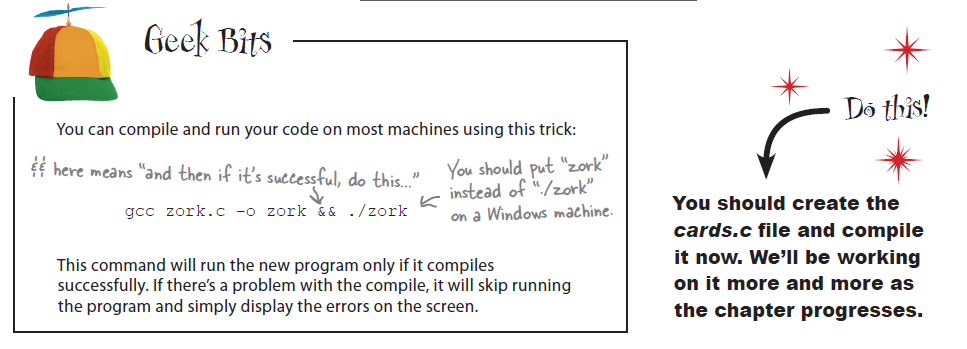 Geek Bits
You can compile and run your code on most machines using this trick:
&& here means “and then if it’s successful, do this...”
You should put “zork”
instead of “./zork”
on a Windows machine.
gcc zork.c -o zork && ./zork
This command will run the new program only if it compiles
successfully. If there’s a problem with the compile, it will skip running
the program and simply display the errors on the screen.
Do this!
You should create the
cards.c file and compile
it now. We’ll be working
on it more and more as
the chapter progresses.